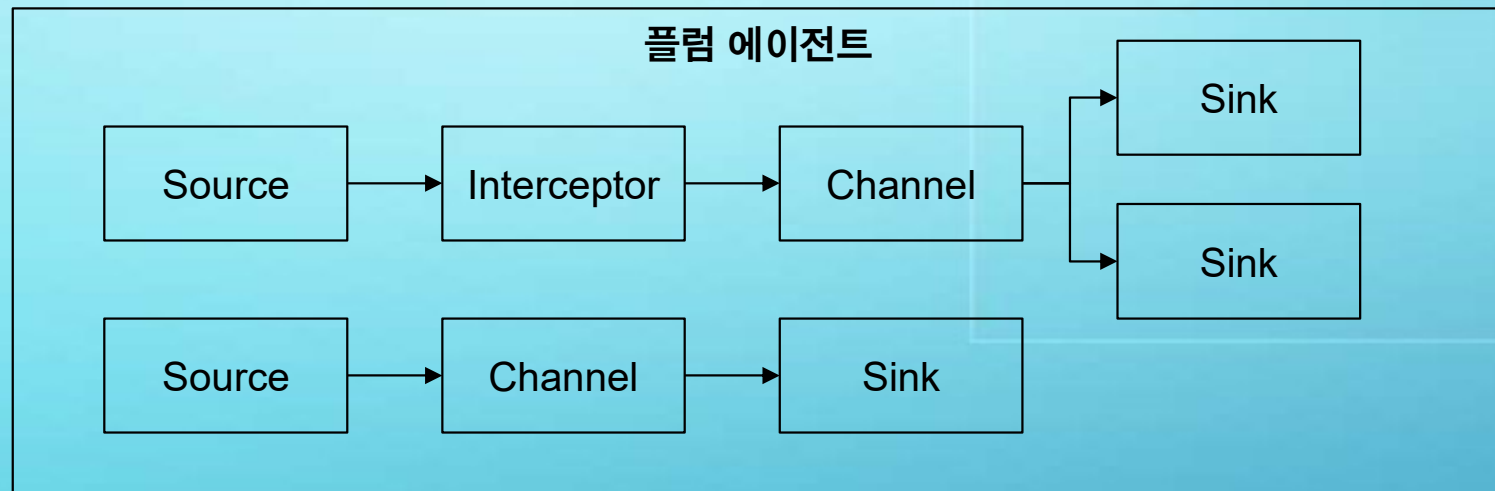 플럼 에이전트
Sink
Source
Interceptor
Channel
Sink
Source
Channel
Sink